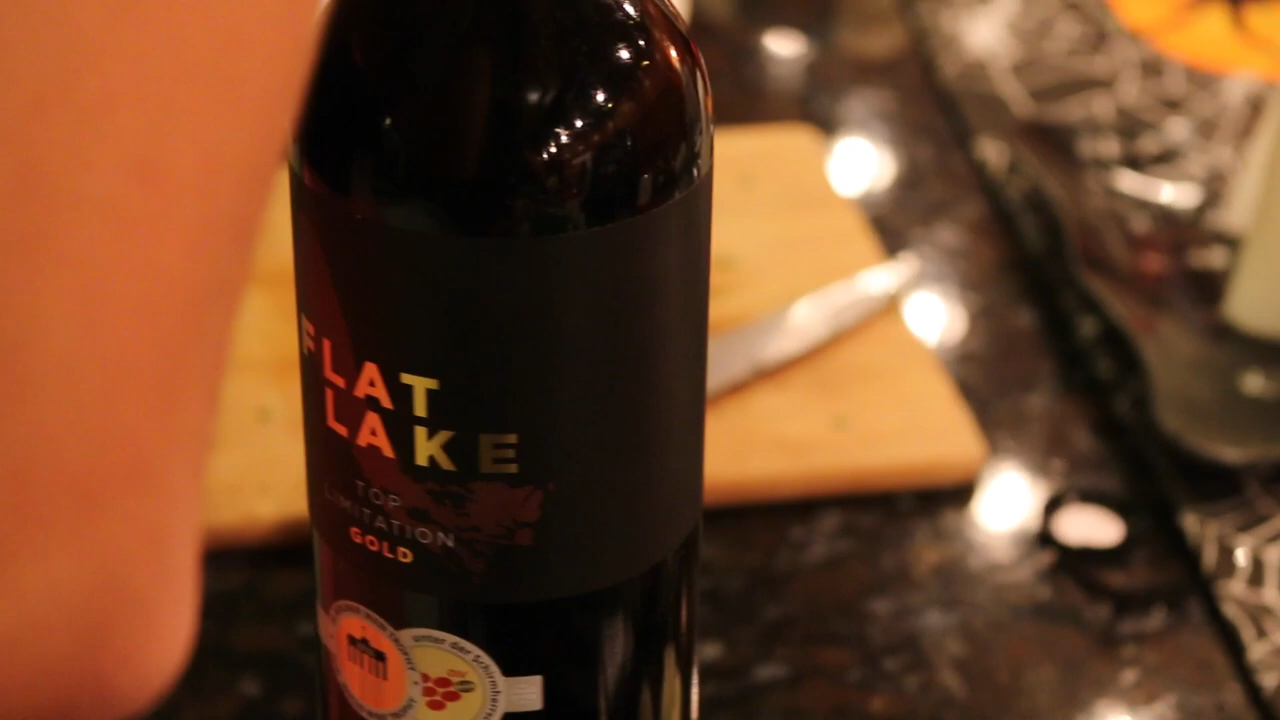 FLAT
LAKE
TOP
LIMITATION
GOLD
unter der Schirmherr